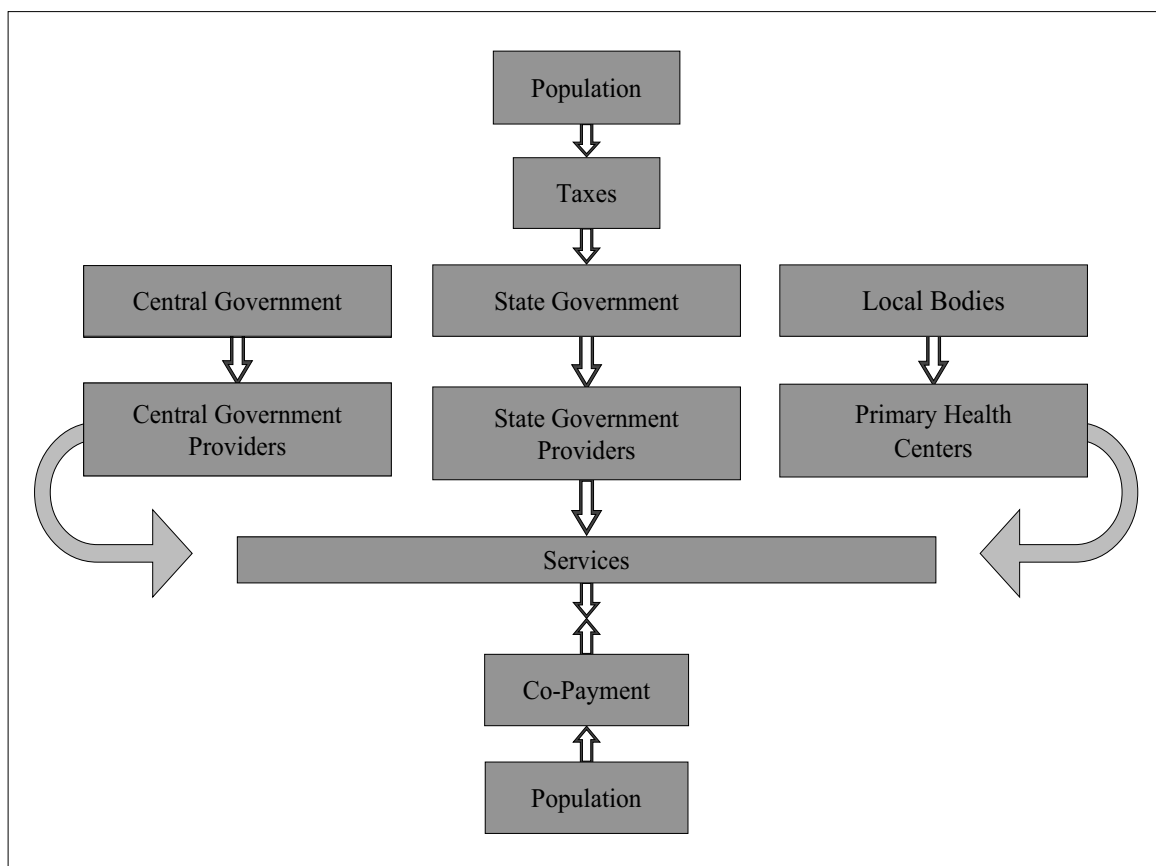 Population
Taxes
Central Government
State Government
Local Bodies
Central Government
Providers
State Government
Providers
Primary Health
Centers
Services
Co-Payment
Population